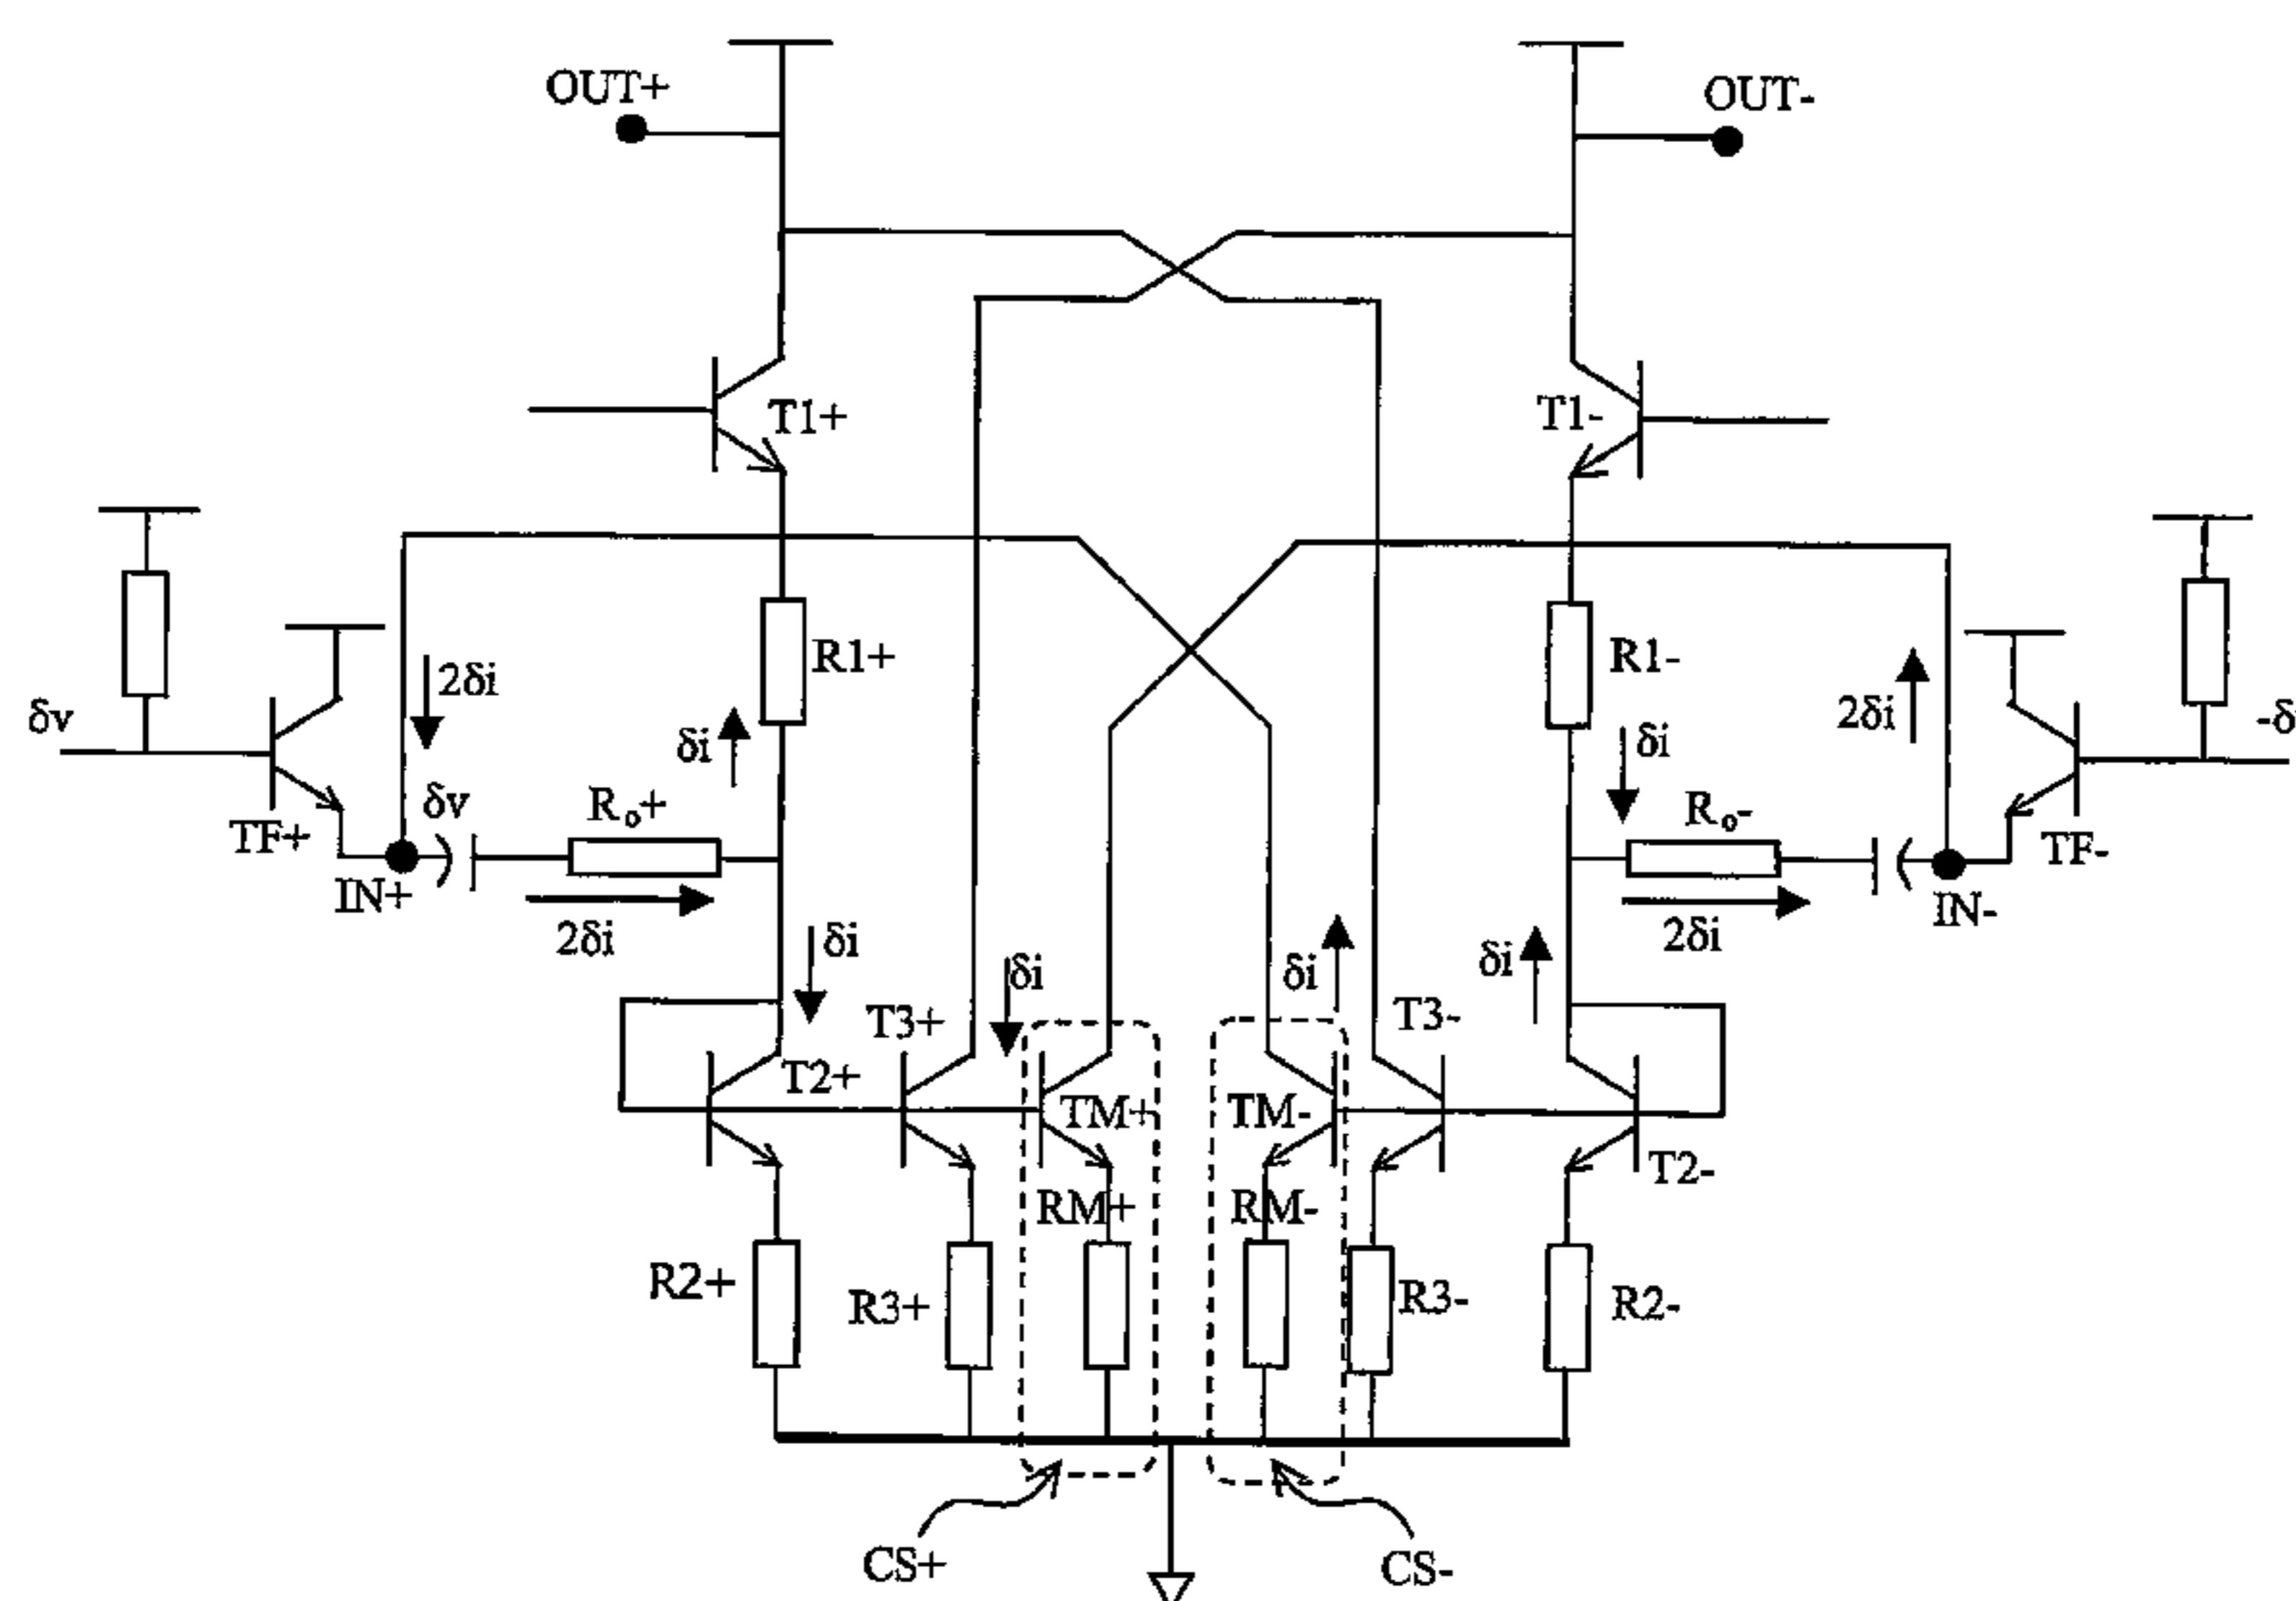 OUT+
OUT-
T1+
T1-
R1+
R1-
2δi
2δi
δv
-δ
δi
δi
δv
Ro+
Ro-
TF+
TF-
IN+
IN-
2δi
2δi
δi
δi
δi
δi
T3+
T3-
T2+
TM+
TM-
T2-
RM+
RM-
R2+
R3+
R3-
R2-
CS+
CS-